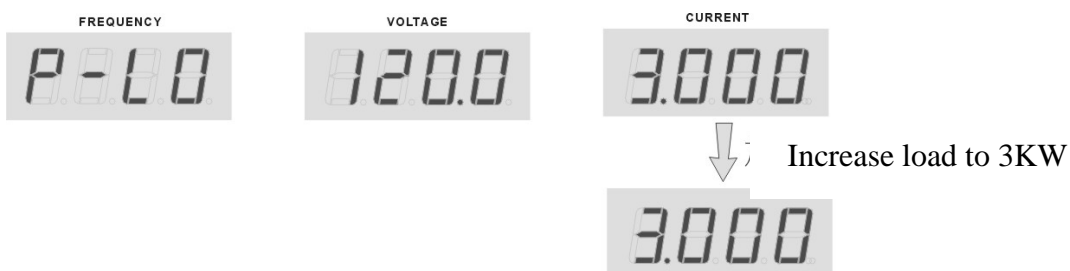 FREQUENCY VOLTAGE CURRENT
P-L0 120.0 3.000
Increase load to 3KW
3.000